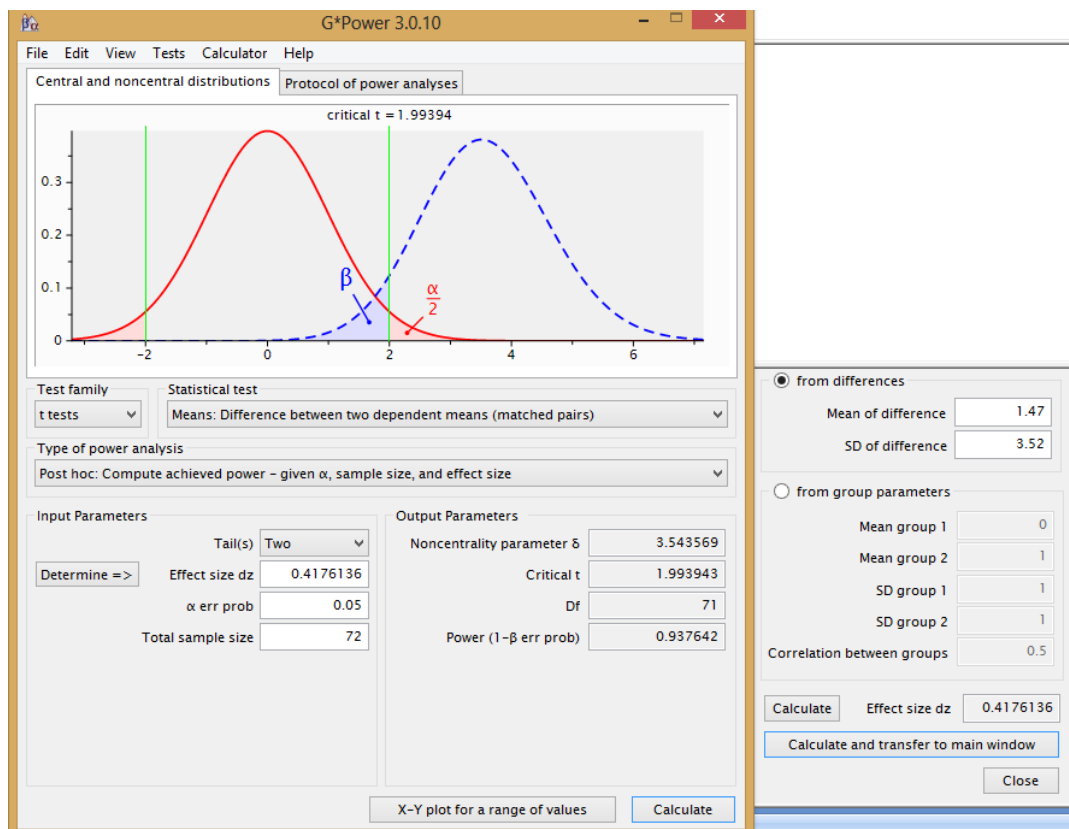 βα G*Power 3.0.10
File Edit View Tests Calculator Help
Central and noncentral distributions Protocol of power analyses
critical t = 1.99394
0.3
0.2
0.1
0
β
α
2
-2 0 2 4 6
Test family Statistical test
t tests Means: Difference between two dependent means (matched pairs)
Type of power analysis
Post hoc: Compute achieved power – given α, sample size, and effect size
Input Parameters
Tail(s) Two
Determine => Effect size dz 0.4176136
α err prob 0.05
Total sample size 72
Output Parameters
Noncentrality parameter δ 3.543569
Critical t 1.993943
Df 71
Power (1-β err prob) 0.937642
X-Y plot for a range of values Calculate
from differences
Mean of difference 1.47
SD of difference 3.52
from group parameters
Mean group 1 0
Mean group 2 1
SD group 1 1
SD group 2 1
Correlation between groups 0.5
Calculate Effect size dz 0.4176136
Calculate and transfer to main window
Close